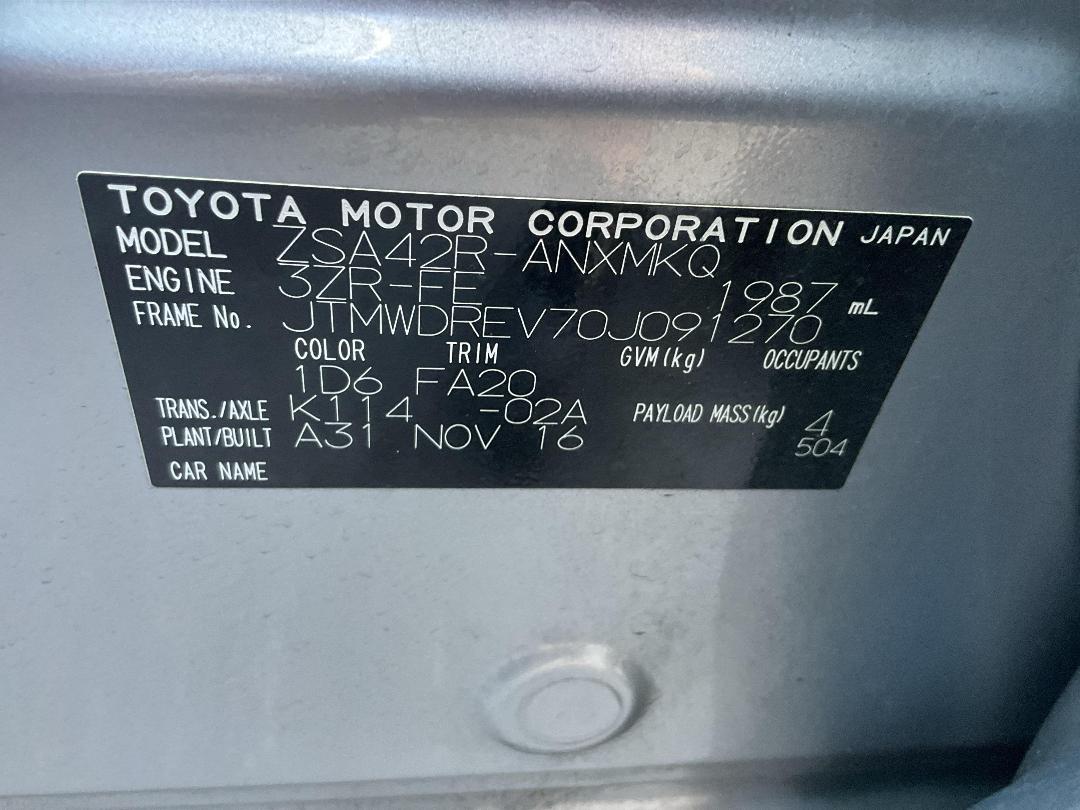 TOYOTA MOTOR CORPORATION JAPAN
MODEL ZSA42R-ANXMKQ
ENGINE 3ZR-FE 1987 mL
FRAME No. JTMWDREV70J091270
COLOR TRIM GVM(kg) OCCUPANTS
1D6 FA20
TRANS./AXLE K114 -02A PAYLOAD MASS(kg) 4
PLANT/BUILT A31 NOV 16 504
CAR NAME